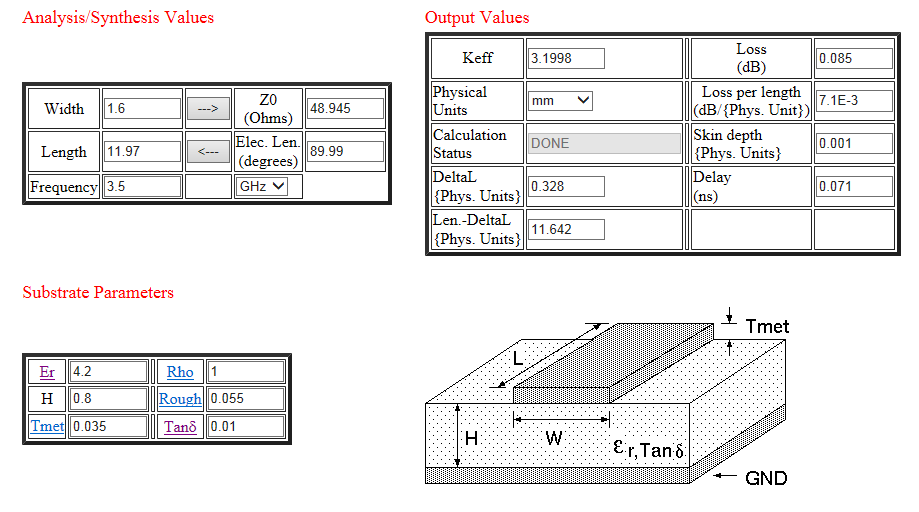 Analysis/Synthesis Values
Width 1.6 ---> Z0 (Ohms) 48.945
Length 11.97 <--- Elec. Len. (degrees) 89.99
Frequency 3.5 GHz
Output Values
Keff 3.1998 Loss (dB) 0.085
Physical Units mm Loss per length (dB/{Phys. Unit}) 7.1E-3
Calculation Status DONE Skin depth {Phys. Units} 0.001
DeltaL {Phys. Units} 0.328 Delay (ns) 0.071
Len.-DeltaL {Phys. Units} 11.642
Substrate Parameters
Er 4.2 Rho 1
H 0.8 Rough 0.055
Tmet 0.035 Tanδ 0.01
Tmet
L
H
W
εr,Tanδ
GND